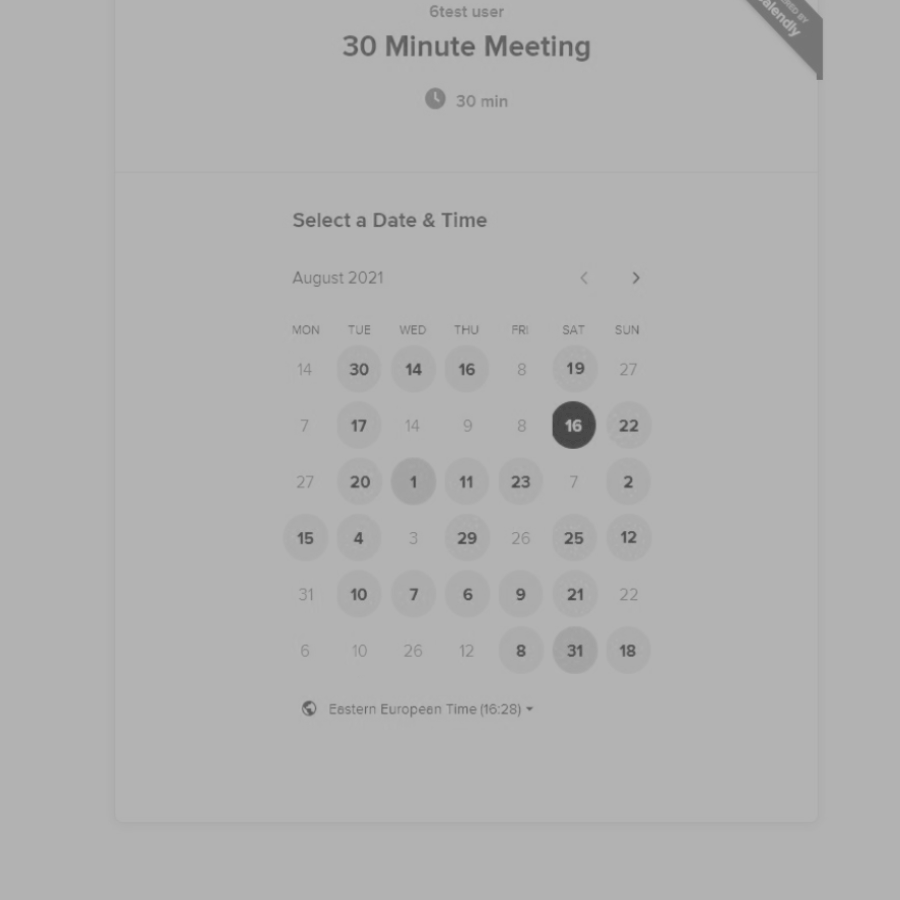 6test user
30 Minute Meeting
30 min
Select a Date & Time
August 2021
MON TUE WED THU FRI SAT SUN
14 30 14 16 8 19 27
7 17 14 9 8 16 22
27 20 1 11 23 7 2
15 4 3 29 26 25 12
31 10 7 6 9 21 22
6 10 26 12 8 31 18
Eastern European Time (16:28)